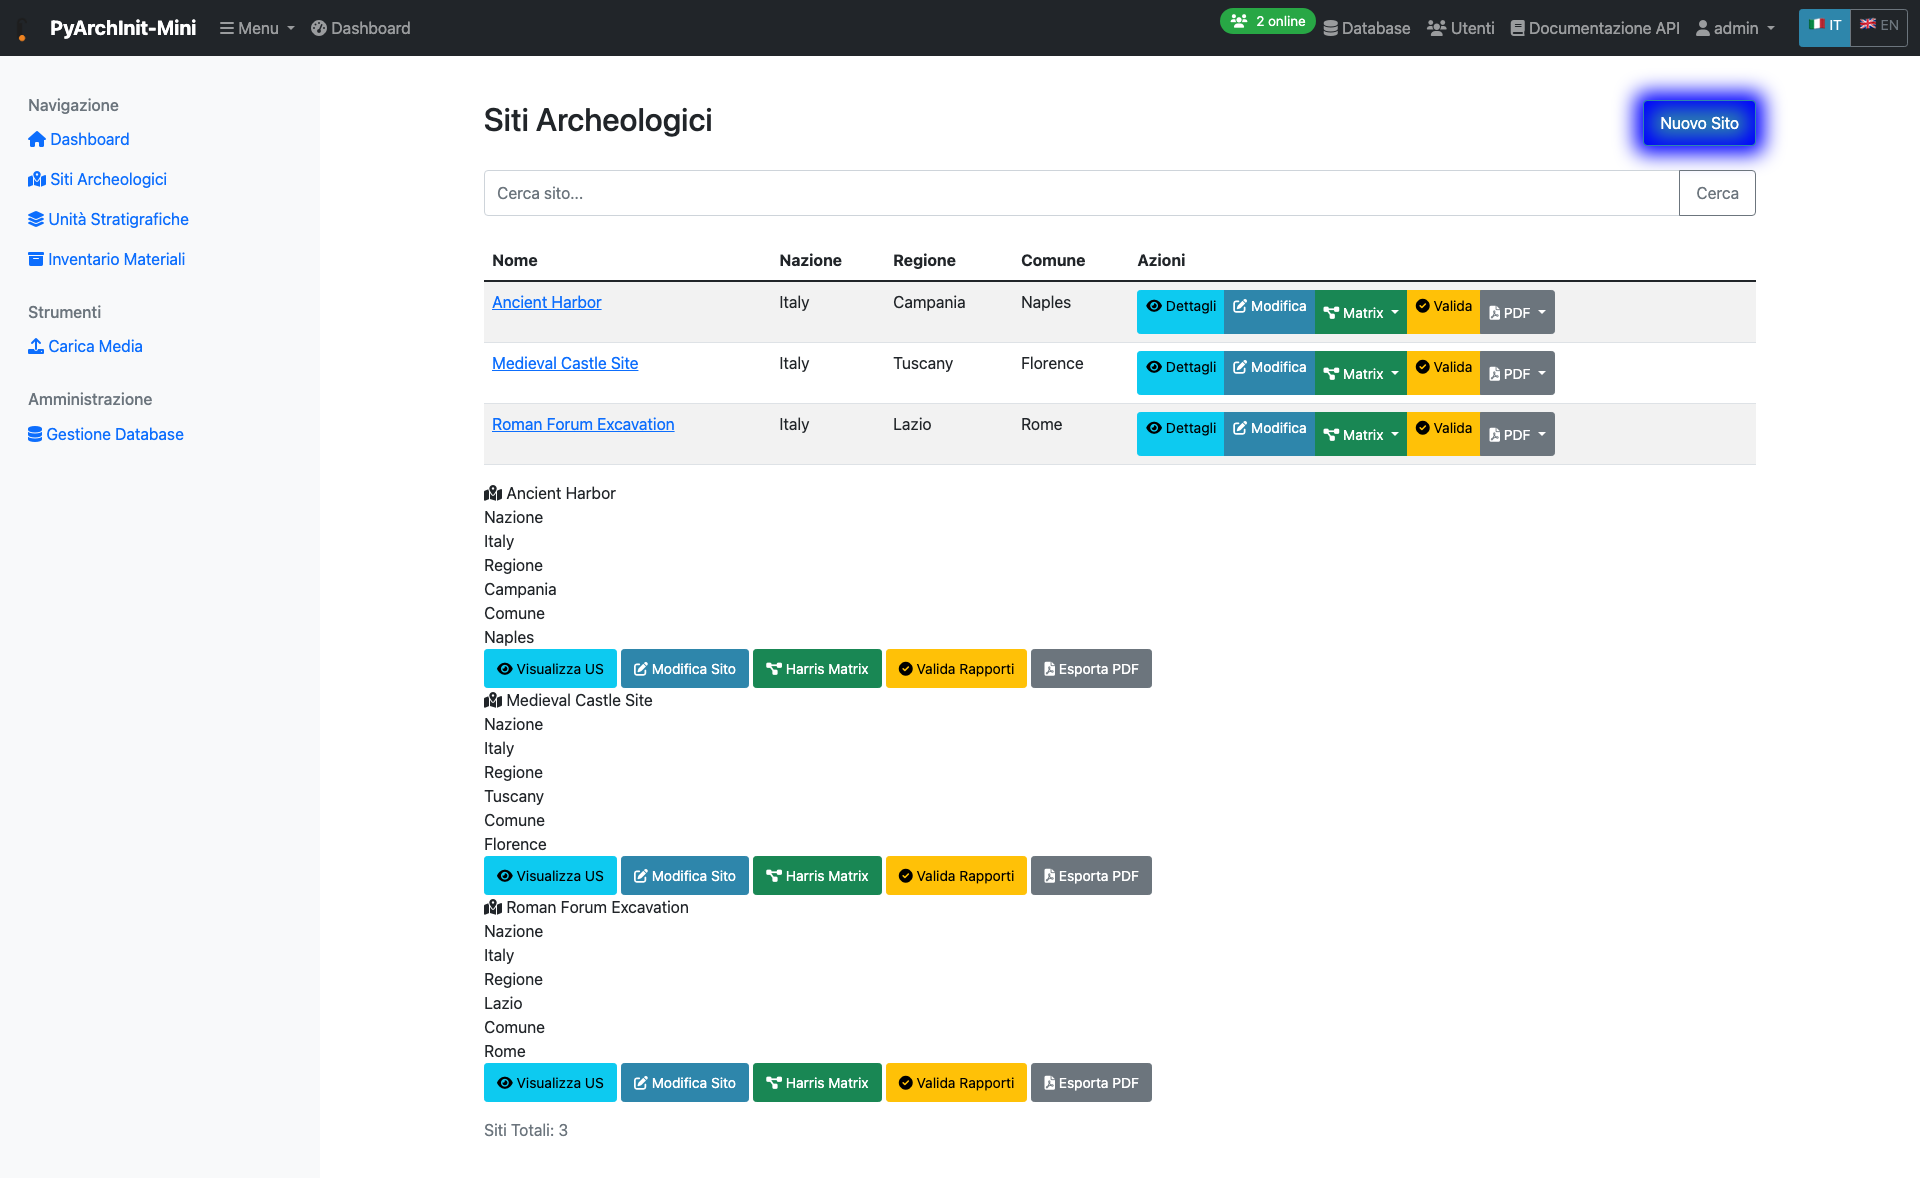 PyArchInit-Mini Menu Dashboard 2 online Database Utenti Documentazione API admin IT EN
Navigazione
Dashboard
Siti Archeologici
Unità Stratigrafiche
Inventario Materiali
Strumenti
Carica Media
Amministrazione
Gestione Database
Siti Archeologici Nuovo Sito
Cerca sito... Cerca
Nome Nazione Regione Comune Azioni
Ancient Harbor Italy Campania Naples Dettagli Modifica Matrix Valida PDF
Medieval Castle Site Italy Tuscany Florence Dettagli Modifica Matrix Valida PDF
Roman Forum Excavation Italy Lazio Rome Dettagli Modifica Matrix Valida PDF
Ancient Harbor
Nazione
Italy
Regione
Campania
Comune
Naples
Visualizza US Modifica Sito Harris Matrix Valida Rapporti Esporta PDF
Medieval Castle Site
Nazione
Italy
Regione
Tuscany
Comune
Florence
Visualizza US Modifica Sito Harris Matrix Valida Rapporti Esporta PDF
Roman Forum Excavation
Nazione
Italy
Regione
Lazio
Comune
Rome
Visualizza US Modifica Sito Harris Matrix Valida Rapporti Esporta PDF
Siti Totali: 3